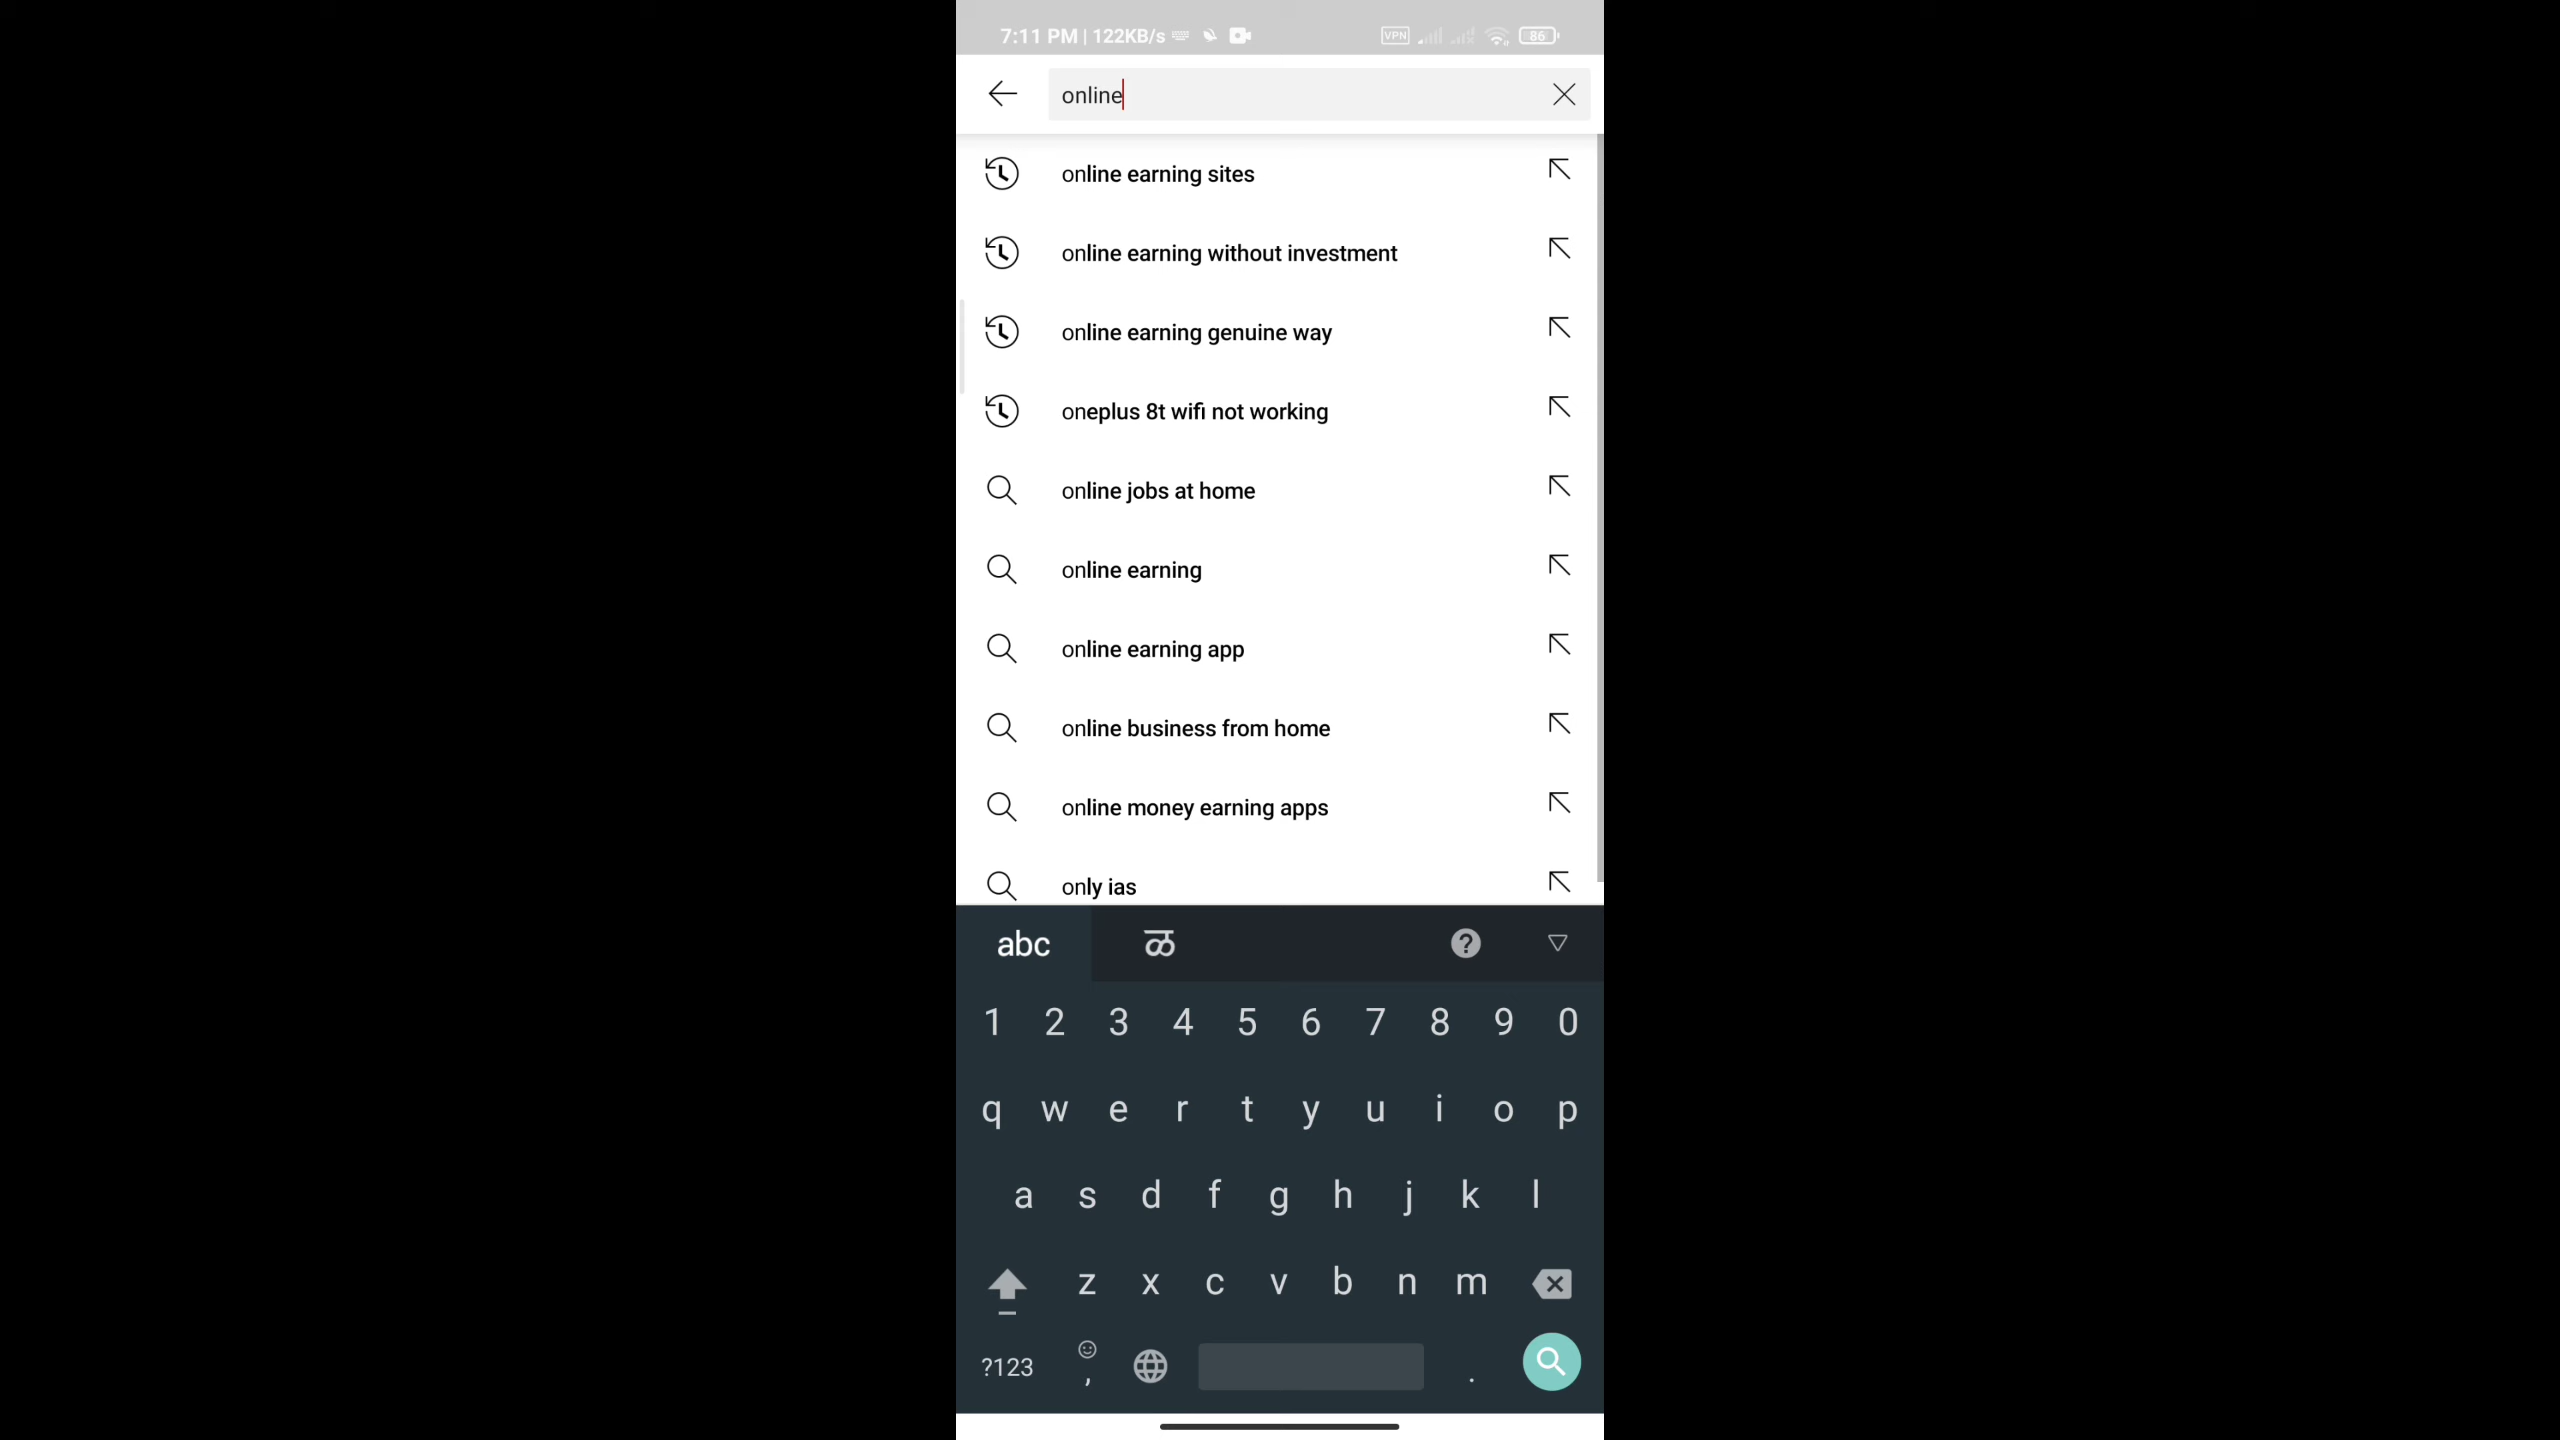 7:11 PM | 122KB/s
VPN
86
online
online earning sites
online earning without investment
online earning genuine way
oneplus 8t wifi not working
online jobs at home
online earning
online earning app
online business from home
online money earning apps
only ias
abc ळ ?
1 2 3 4 5 6 7 8 9 0
q w e r t y u i o p
a s d f g h j k l
z x c v b n m
?123 , .